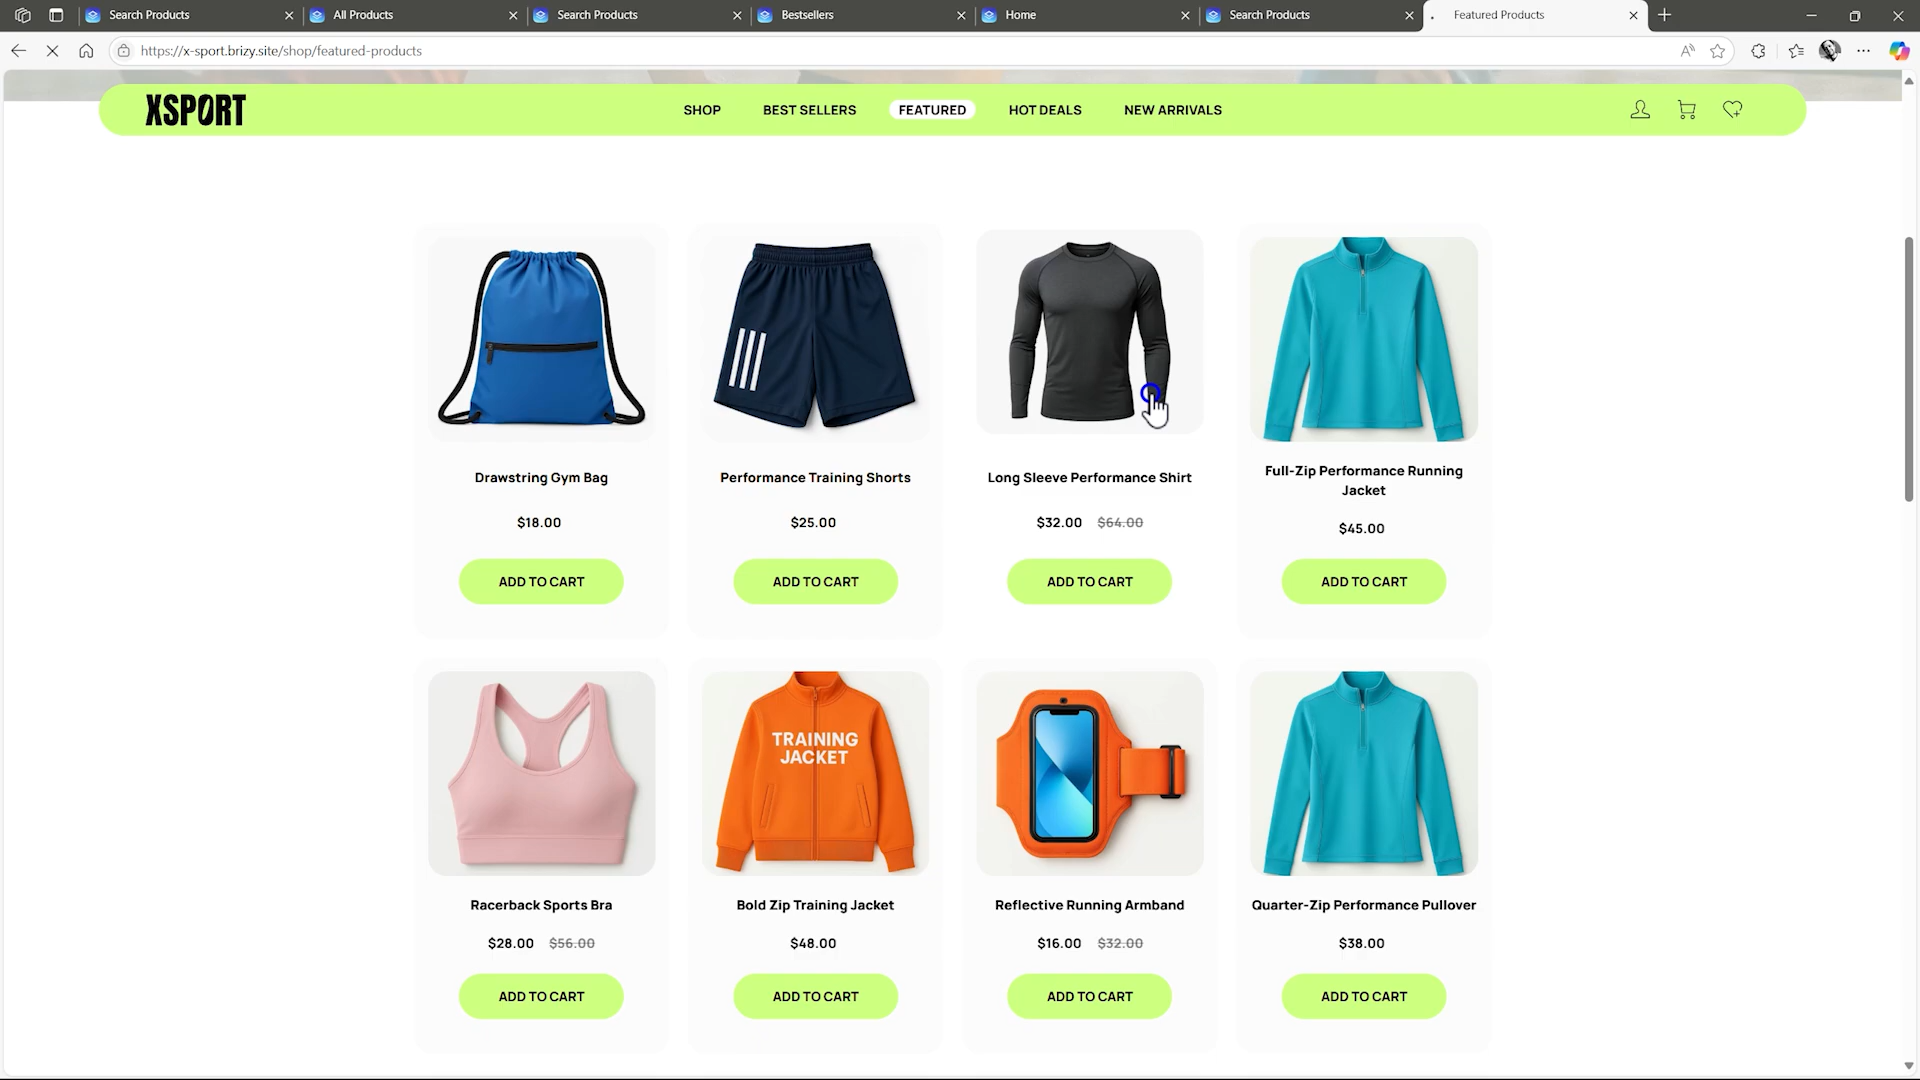 Search Products
All Products
Search Products
Bestsellers
Home
Search Products
Featured Products
https://x-sport.brizy.site/shop/featured-products
XSPORT
SHOP
BEST SELLERS
FEATURED
HOT DEALS
NEW ARRIVALS
Drawstring Gym Bag
Performance Training Shorts
Long Sleeve Performance Shirt
Full-Zip Performance Running
Jacket
$18.00
$25.00
$32.00 $64.00
$45.00
ADD TO CART
ADD TO CART
ADD TO CART
ADD TO CART
TRAINING
JACKET
Racerback Sports Bra
Bold Zip Training Jacket
Reflective Running Armband
Quarter-Zip Performance Pullover
$28.00 $56.00
$48.00
$16.00 $32.00
$38.00
ADD TO CART
ADD TO CART
ADD TO CART
ADD TO CART